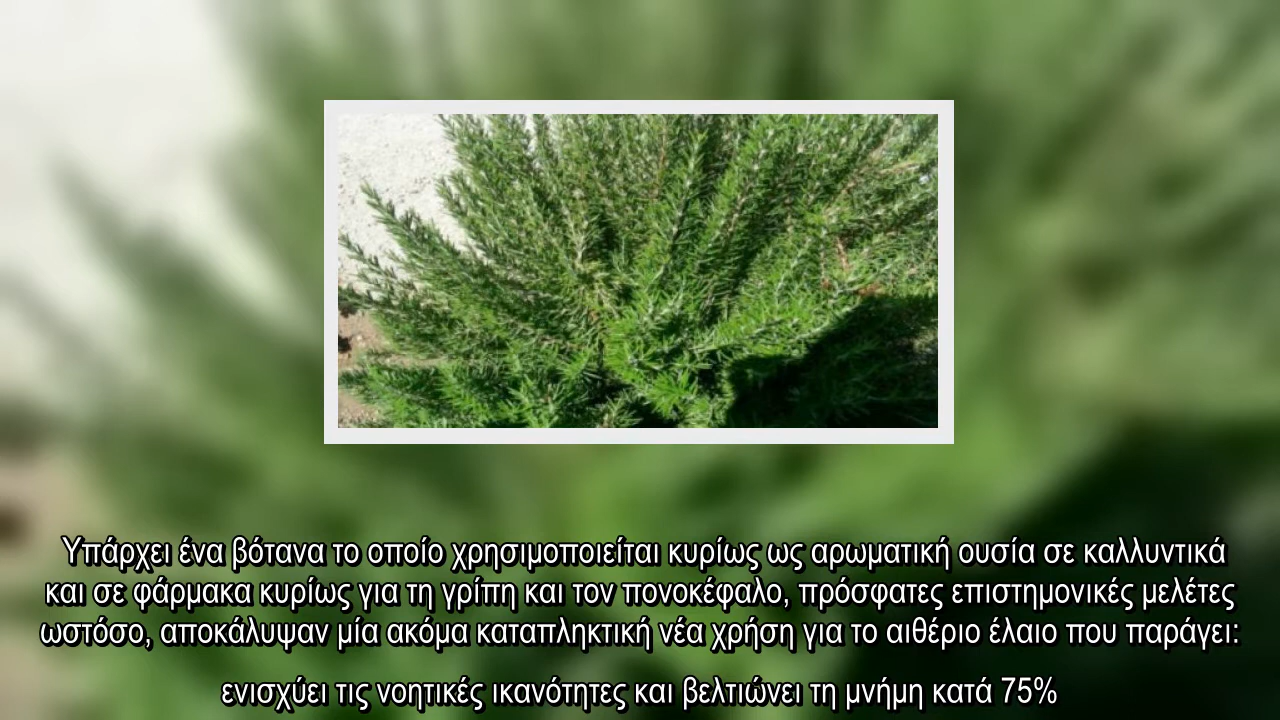 Υπάρχει ένα βότανα το οποίο χρησιμοποιείται κυρίως ως αρωματική ουσία σε καλλυντικά
και σε φάρμακα κυρίως για τη γρίπη και τον πονοκέφαλο, πρόσφατες επιστημονικές μελέτες
ωστόσο, αποκάλυψαν μία ακόμα καταπληκτική νέα χρήση για το αιθέριο έλαιο που παράγει:
ενισχύει τις νοητικές ικανότητες και βελτιώνει τη μνήμη κατά 75%